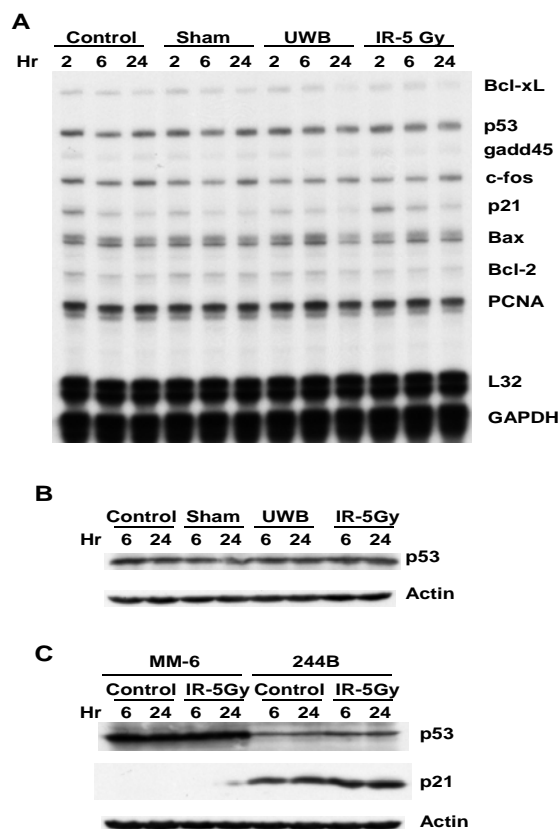 A
Control Sham UWB IR-5 Gy
Hr 2 6 24 2 6 24 2 6 24 2 6 24
Bcl-xL
p53
gadd45
c-fos
p21
Bax
Bcl-2
PCNA
L32
GAPDH
B
Control Sham UWB IR-5Gy
Hr 6 24 6 24 6 24 6 24
p53
Actin
C
MM-6 244B
Control IR-5Gy Control IR-5Gy
Hr 6 24 6 24 6 24 6 24
p53
p21
Actin